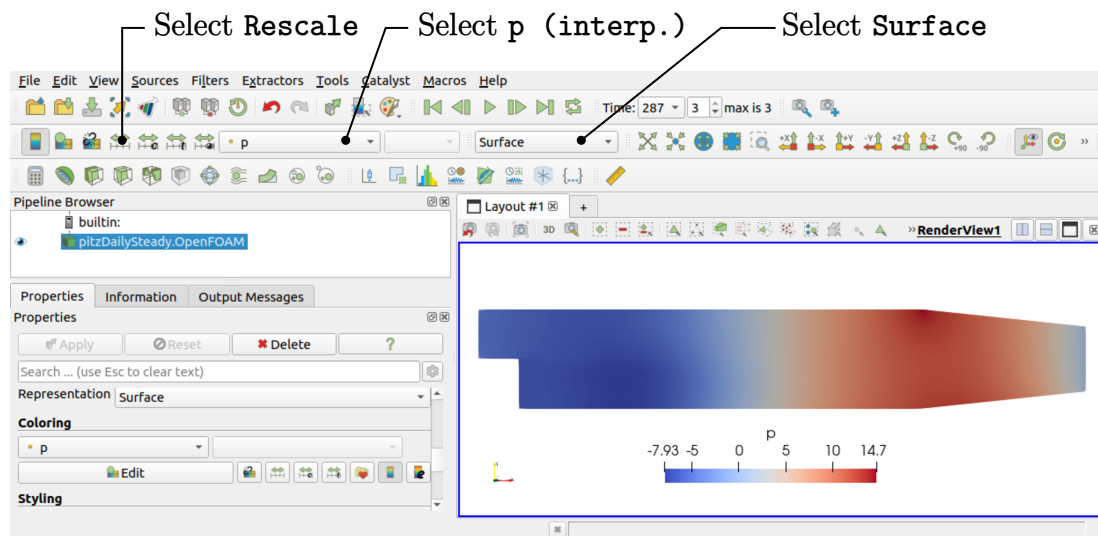 Select Rescale Select p (interp.) Select Surface
File Edit View Sources Filters Extractors Tools Catalyst Macros Help
Time: 287 3 max is 3
p Surface +X -X +Y -Y +Z -Z +90 -90 »
{...}
Pipeline Browser
Layout #1 +
builtin:
3D » RenderView1
pitzDailySteady.OpenFOAM
Properties Information Output Messages
Properties
Apply Reset Delete ?
Search ... (use Esc to clear text)
Representation Surface
Coloring
p
Edit
Styling
p
-7.93 -5 0 5 10 14.7